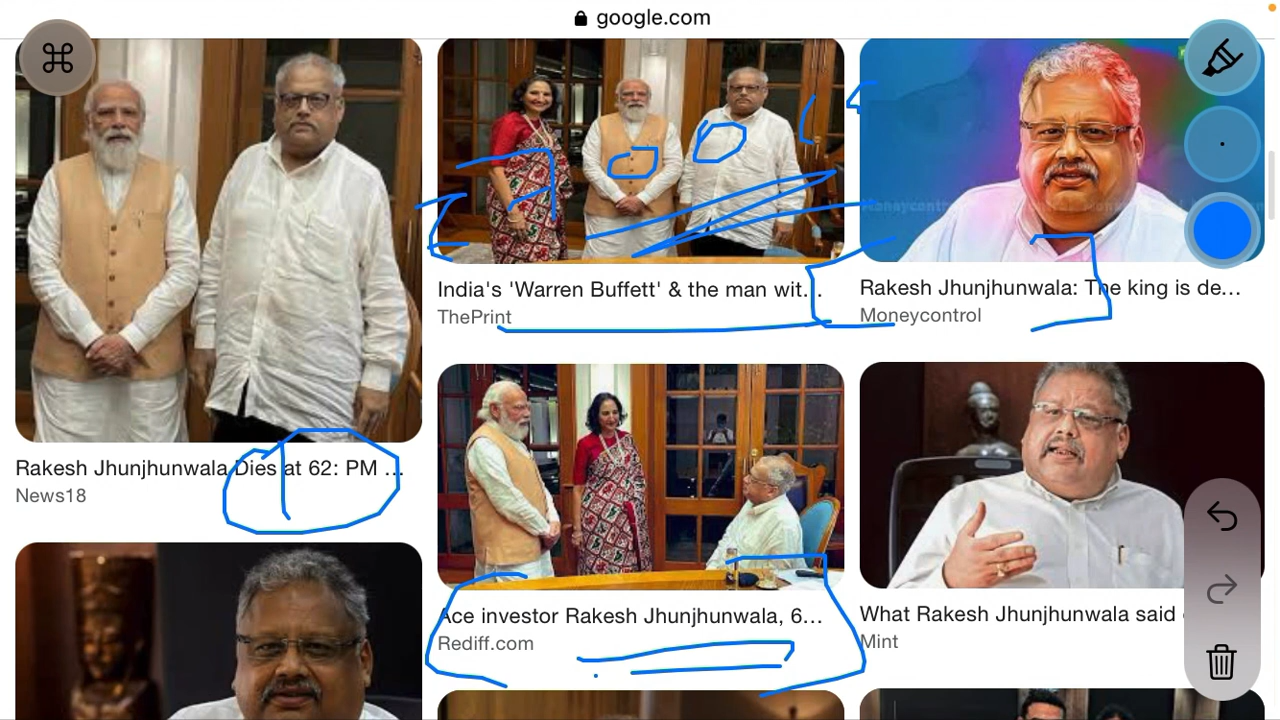 google.com
Rakesh Jhunjhunwala Dies at 62: PM ...
News18
India's 'Warren Buffett' & the man wit...
ThePrint
Rakesh Jhunjhunwala: The king is de...
Moneycontrol
Ace investor Rakesh Jhunjhunwala, 6...
Rediff.com
What Rakesh Jhunjhunwala said
Mint